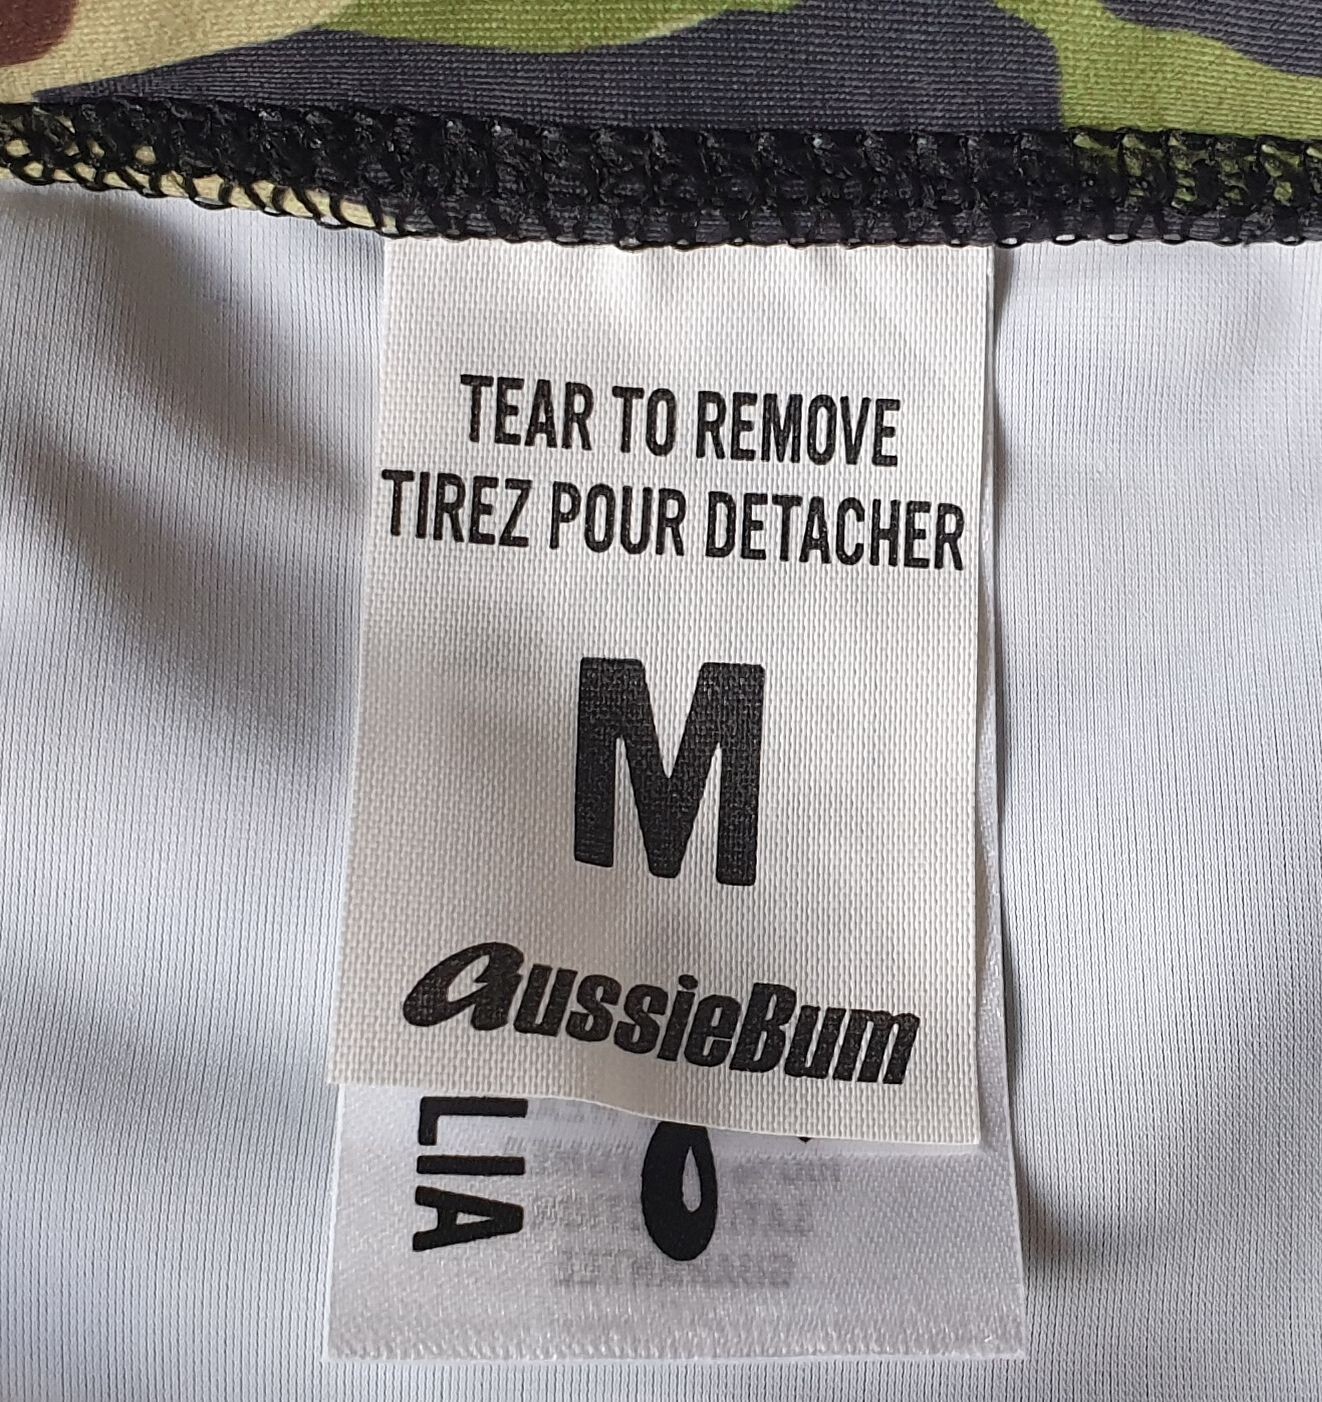 TEAR TO REMOVE
TIREZ POUR DETACHER
M
aussieBum
LIA